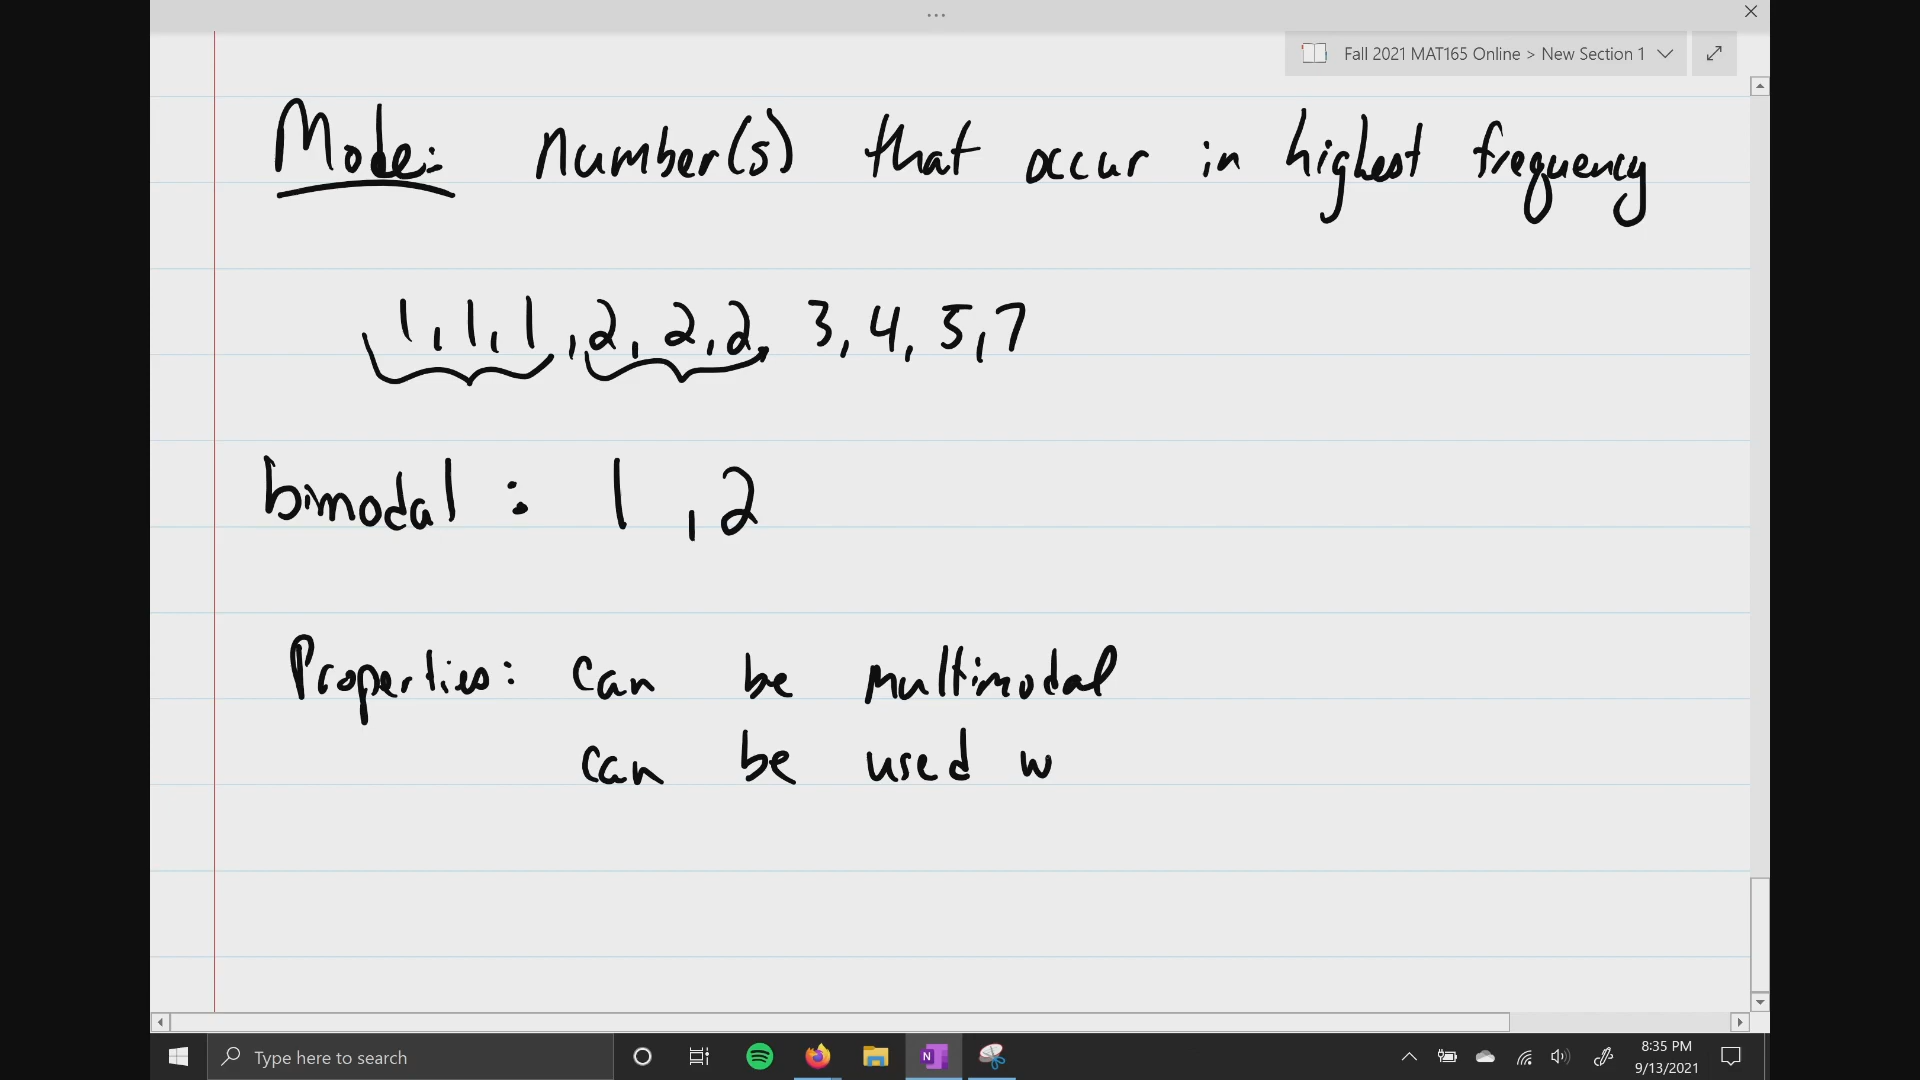 ...
Fall 2021 MAT165 Online > New Section 1
Mode: Number(s) that occur in highest frequency
1, 1, 1, 2, 2, 2, 3, 4, 5, 7
bimodal : 1, 2
Properties: can be multimodal
can be used w
Type here to search
8:35 PM
9/13/2021